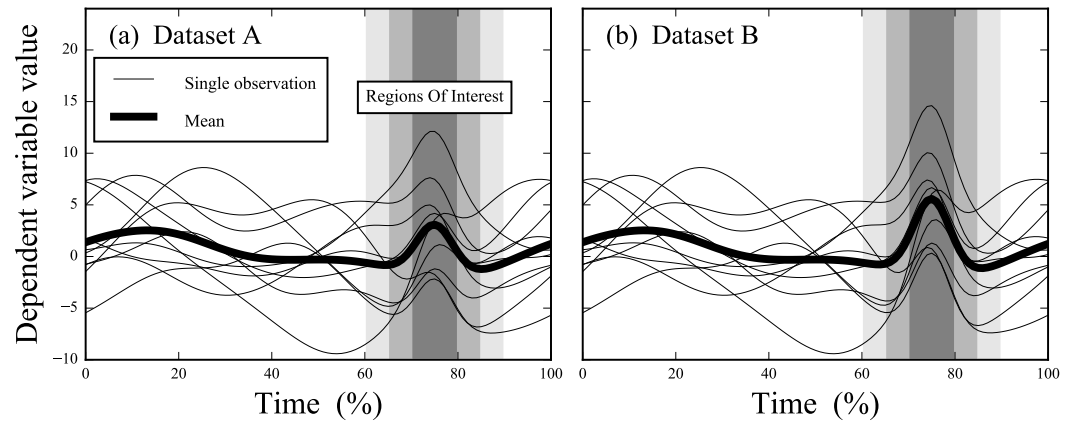 (a) Dataset A
Single observation
Mean
Regions Of Interest
Dependent variable value
20
15
10
5
0
−5
−10
0 20 40 60 80 100
Time (%)
(b) Dataset B
0 20 40 60 80 100
Time (%)